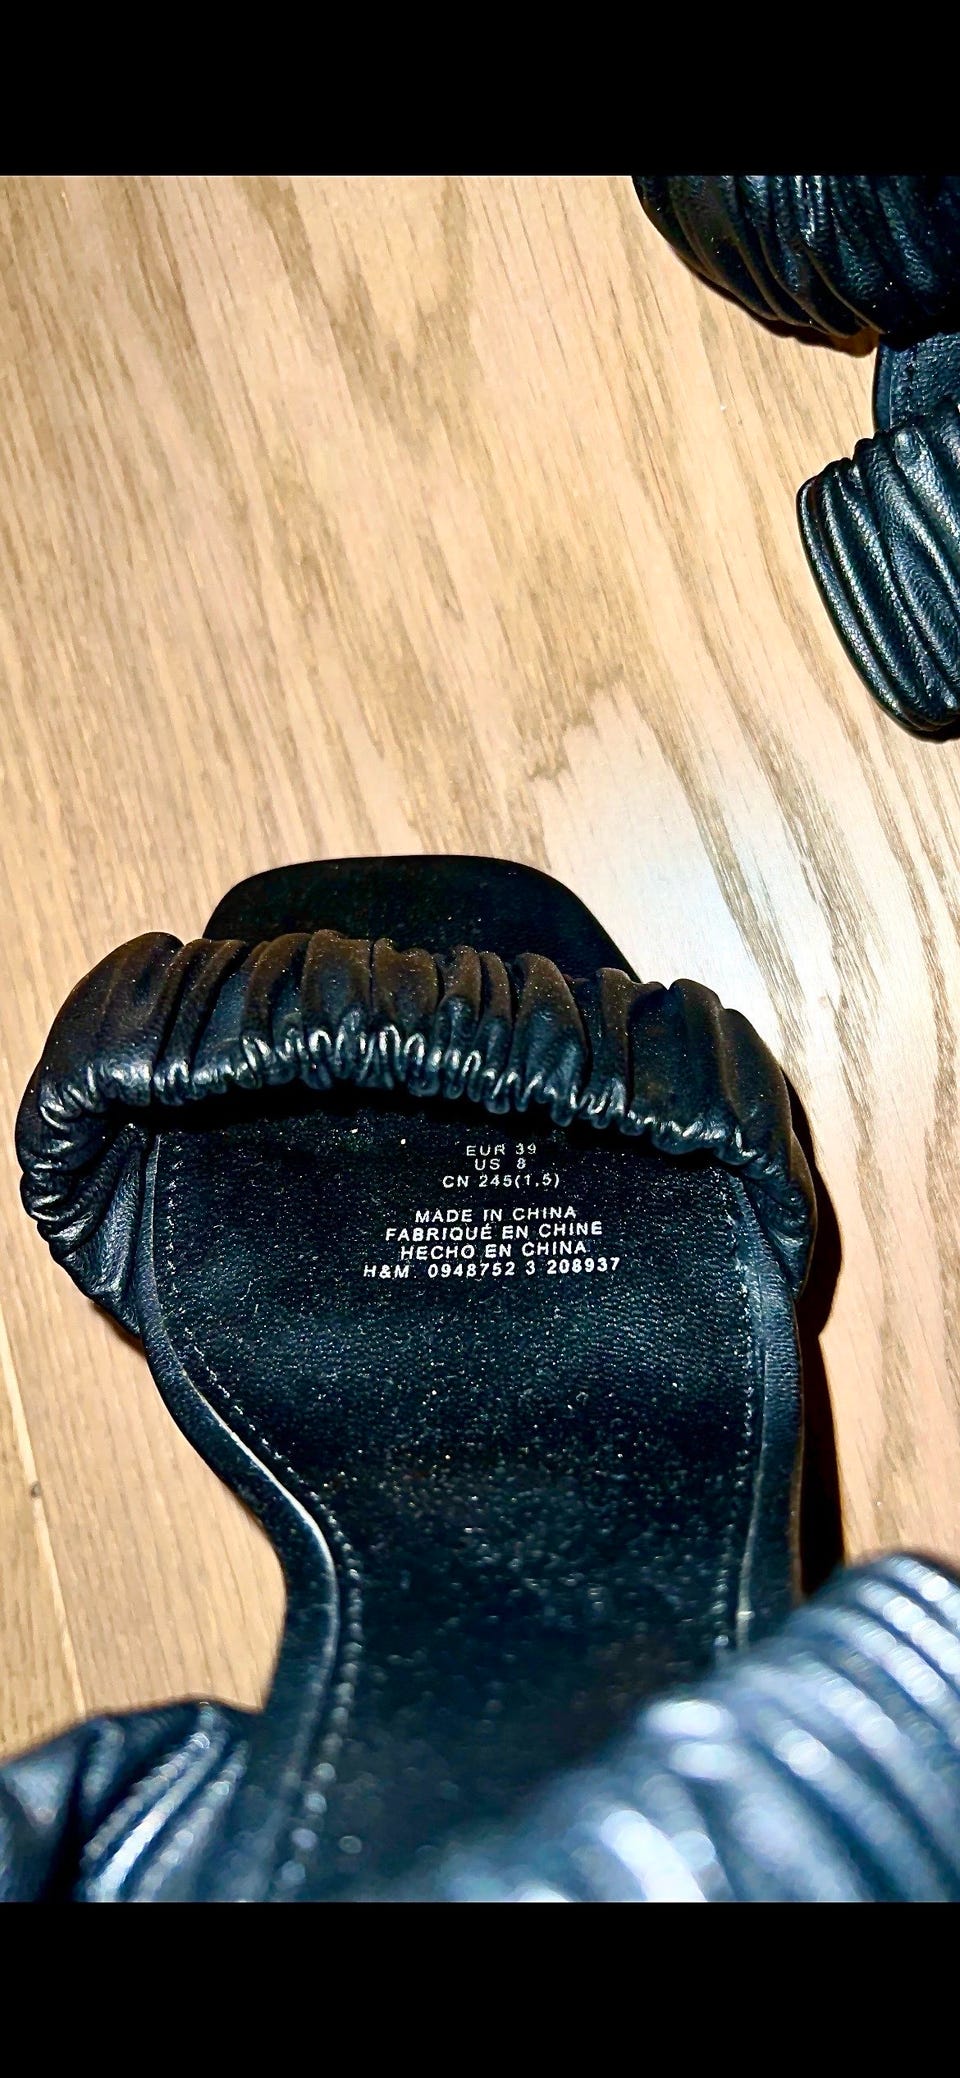 EUR 39
US 8
CN 245(1.5)
MADE IN CHINA
FABRIQUÉ EN CHINE
HECHO EN CHINA
H&M 0948752 3 208937